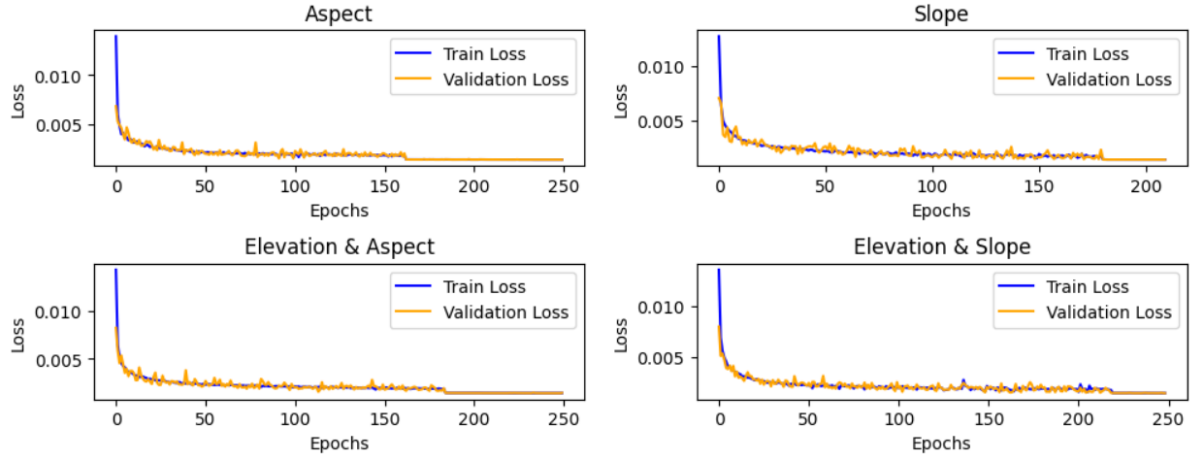 Aspect
Loss
0.010
0.005
Train Loss
Validation Loss
0 50 100 150 200 250
Epochs
Slope
Loss
0.010
0.005
Train Loss
Validation Loss
0 50 100 150 200
Epochs
Elevation & Aspect
Loss
0.010
0.005
Train Loss
Validation Loss
0 50 100 150 200 250
Epochs
Elevation & Slope
Loss
0.010
0.005
Train Loss
Validation Loss
0 50 100 150 200 250
Epochs